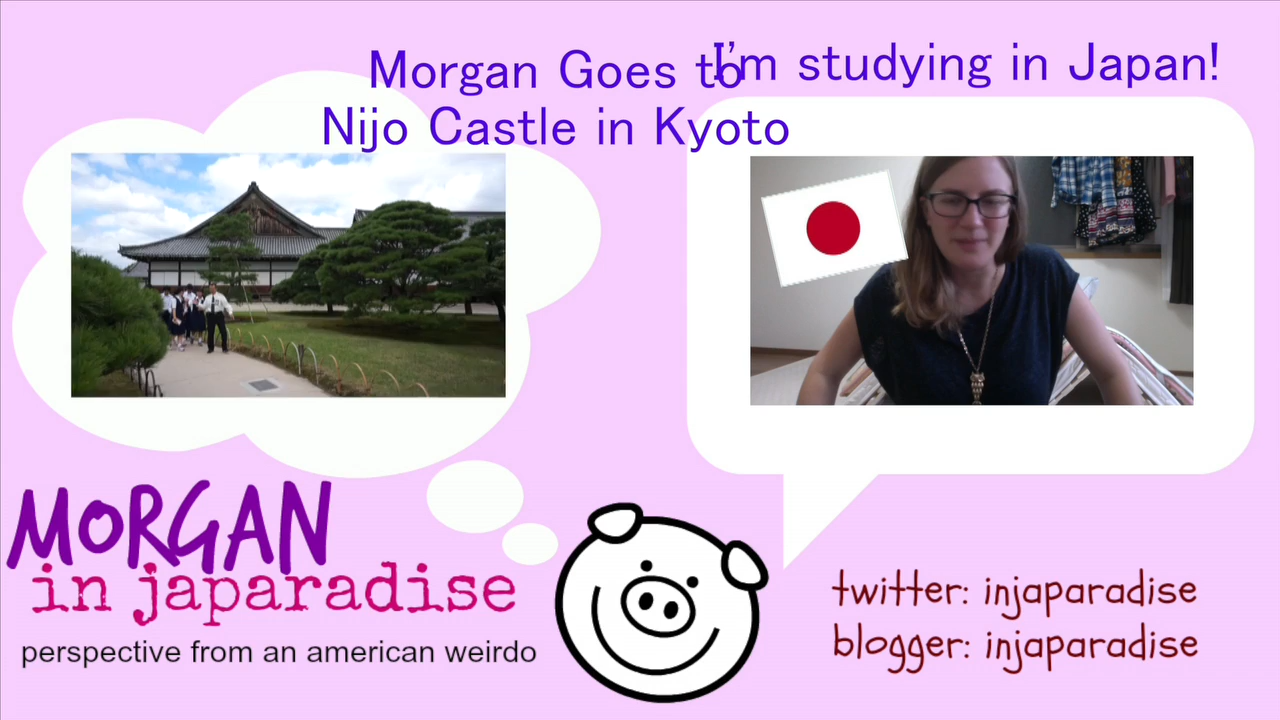 Morgan Goes to
Nijo Castle in Kyoto
I'm studying in Japan!
MORGAN
in japaradise
perspective from an american weirdo
twitter: injaparadise
blogger: injaparadise